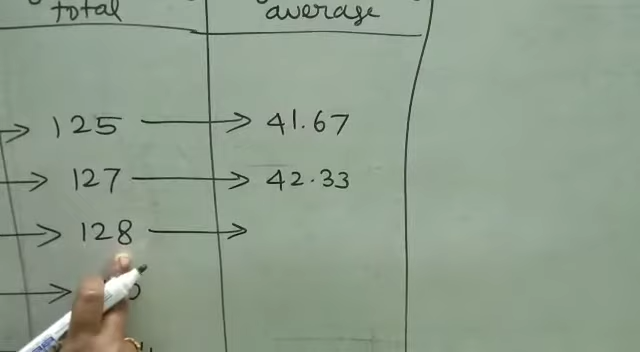 total average
125 → 41.67
127 → 42.33
128 →